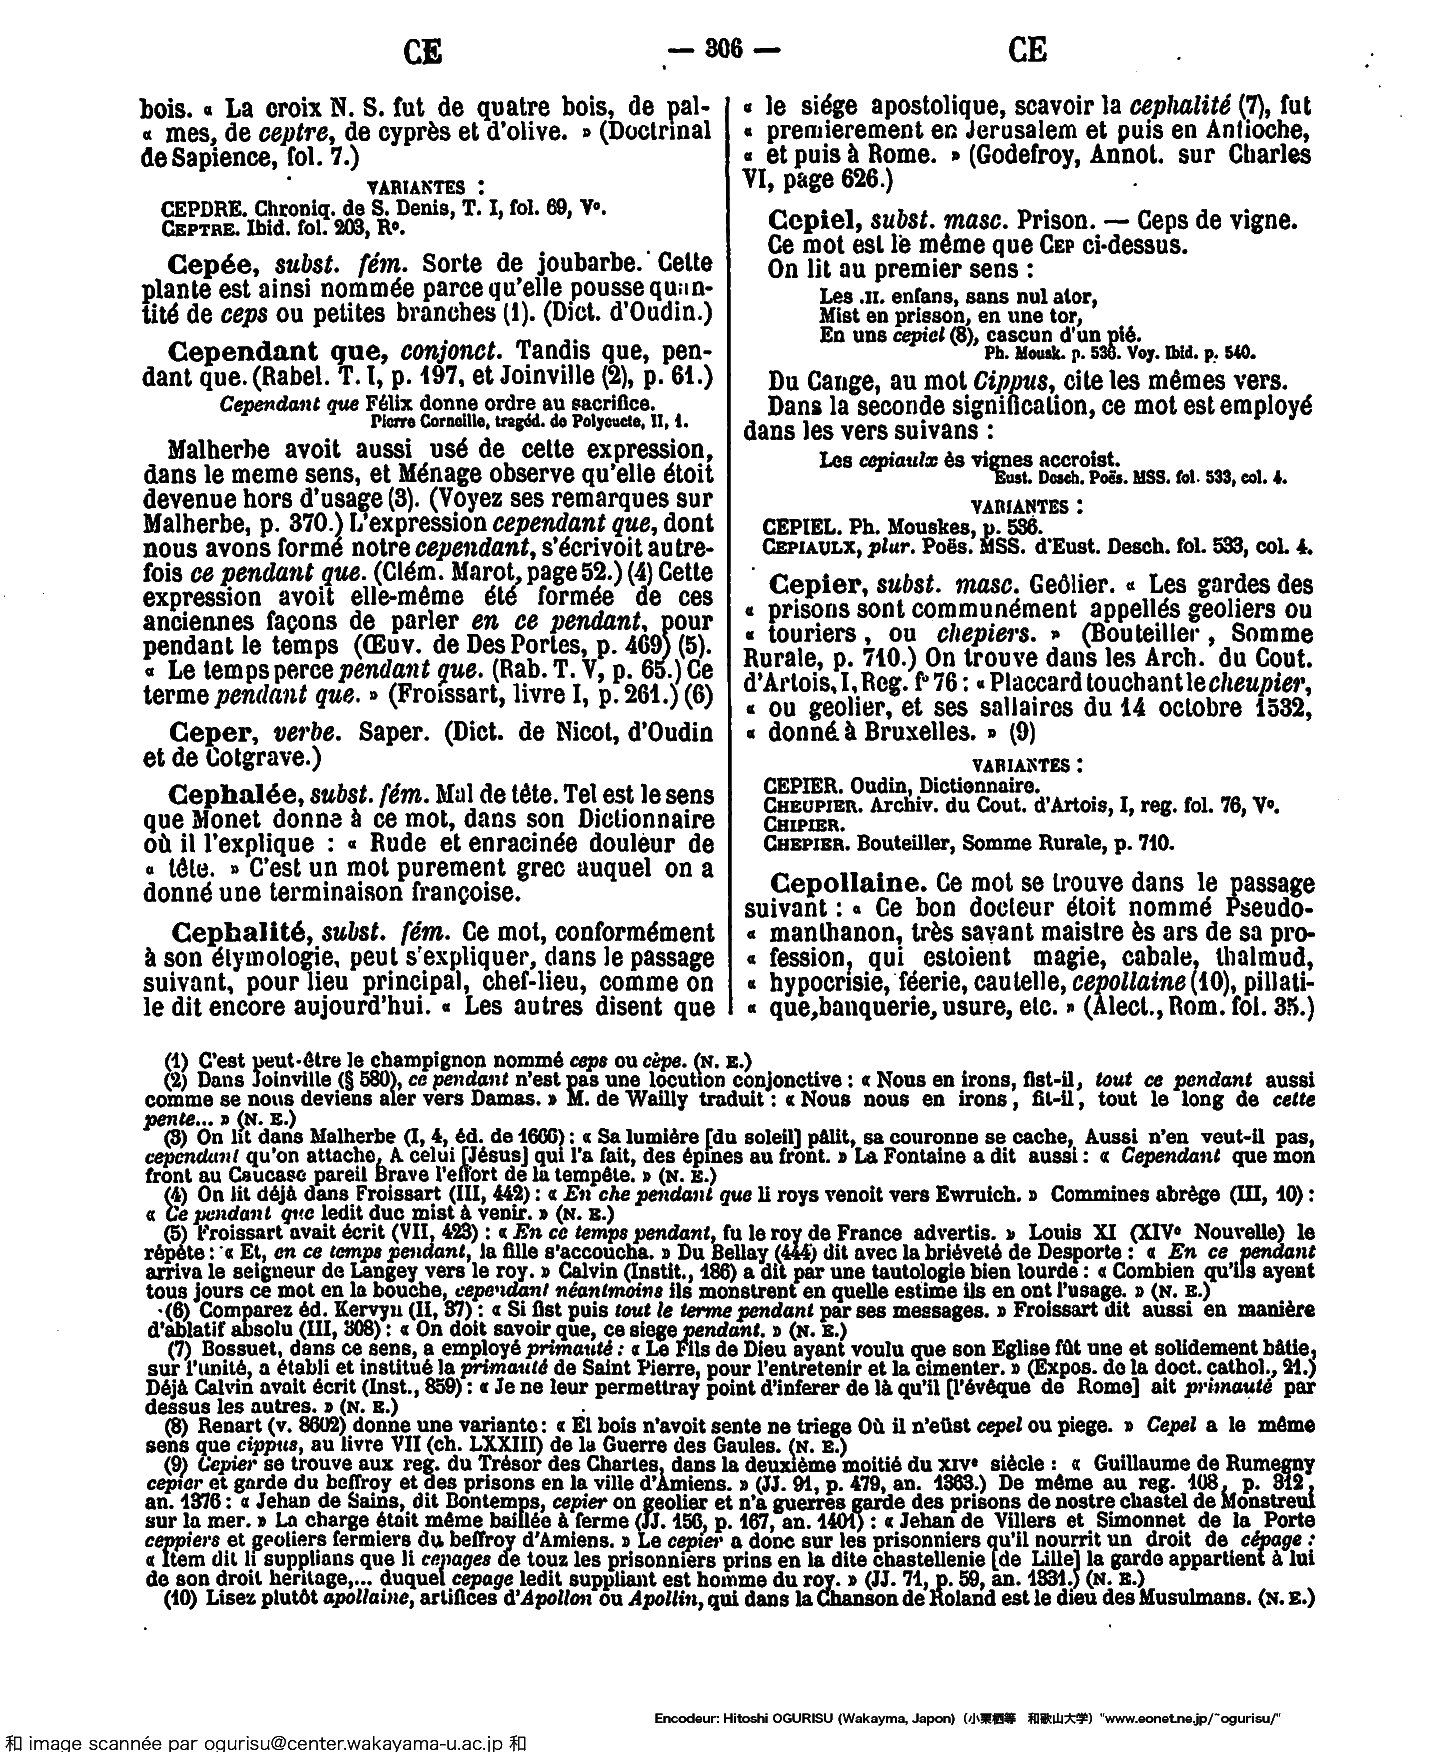 CE
— 306 —
CE
bois. « La croix N. S. fut de quatre bois, de pal-
« mes, de ceptre, de cyprès et d'olive. » (Doctrinal
de Sapience, fol. 7.)
VARIANTES :
CEPDRE. Chroniq. de S. Denis, T. I, fol. 69, Vº.
CEPTRE. Ibid. fol. 203, Rº.
Cepée, subst. fém. Sorte de joubarbe. Cette
plante est ainsi nommée parce qu'elle pousse quan-
tité de ceps ou petites branches (1). (Dict. d'Oudin.)
Cependant que, conjonct. Tandis que, pen-
dant que. (Rabel. T. I, p. 197, et Joinville (2), p. 61.)
Cependant que Félix donne ordre au sacrifice.
Pierre Corneille, tragéd. de Polyeucte, II, 1.
Malherbe avoit aussi usé de cette expression,
dans le meme sens, et Ménage observe qu'elle étoit
devenue hors d'usage (3). (Voyez ses remarques sur
Malherbe, p. 370.) L'expression cependant que, dont
nous avons formé notre cependant, s'écrivoit autre-
fois ce pendant que. (Clém. Marot, page 52.) (4) Cette
expression avoit elle-même été formée de ces
anciennes façons de parler en ce pendant, pour
pendant le temps (Œuv. de Des Portes, p. 469) (5).
« Le temps perce pendant que. (Rab. T. V, p. 65.) Ce
terme pendant que. » (Froissart, livre I, p. 261.) (6)
Ceper, verbe. Saper. (Dict. de Nicot, d'Oudin
et de Cotgrave.)
Cephalée, subst. fém. Mal de tête. Tel est le sens
que Monet donne à ce mot, dans son Dictionnaire
où il l'explique : « Rude et enracinée douleur de
« tête. » C'est un mot purement grec auquel on a
donné une terminaison françoise.
Cephalité, subst. fém. Ce mot, conformément
à son étymologie, peut s'expliquer, dans le passage
suivant, pour lieu principal, chef-lieu, comme on
le dit encore aujourd'hui. « Les autres disent que
« le siége apostolique, scavoir la cephalité (7), fut
« premierement en Jerusalem et puis en Antioche,
« et puis à Rome. » (Godefroy, Annot. sur Charles
VI, page 626.)
Cepiel, subst. masc. Prison. — Ceps de vigne.
Ce mot est le même que CEP ci-dessus.
On lit au premier sens :
Les .II. enfans, sans nul ator,
Mist en prisson, en une tor,
En uns cepiel (8), cascun d'un pié.
Ph. Mousk. p. 536. Voy. Ibid. p. 540.
Du Cange, au mot Cippus, cite les mêmes vers.
Dans la seconde signification, ce mot est employé
dans les vers suivans :
Les cepiaulx ès vignes accroist.
Eust. Desch. Poës. MSS. fol. 533, col. 4.
VARIANTES :
CEPIEL. Ph. Mouskes, p. 536.
CEPIAULX, plur. Poës. MSS. d'Eust. Desch. fol. 533, col. 4.
Cepier, subst. masc. Geôlier. « Les gardes des
« prisons sont communément appellés geoliers ou
« touriers, ou chepiers. » (Bouteiller, Somme
Rurale, p. 710.) On trouve dans les Arch. du Cout.
d'Artois, I, Reg. fº 76 : « Placcard touchant le cheupier,
« ou geolier, et ses sallaires du 14 octobre 1532,
« donné à Bruxelles. » (9)
VARIANTES :
CEPIER. Oudin, Dictionnaire.
CHEUPIER. Archiv. du Cout. d'Artois, I, reg. fol. 76, Vº.
CHIPIER.
CHEPIER. Bouteiller, Somme Rurale, p. 710.
Cepollaine. Ce mot se trouve dans le passage
suivant : « Ce bon docteur étoit nommé Pseudo-
« manthanon, très savant maistre ès ars de sa pro-
« fession, qui estoient magie, cabale, thalmud,
« hypocrisie, féerie, cautelle, cepollaine (10), pillati-
« que, banquerie, usure, etc. » (Alect., Rom. fol. 35.)
(1) C'est peut-être le champignon nommé ceps ou cèpe. (N. E.)
(2) Dans Joinville (§ 580), ce pendant n'est pas une locution conjonctive : « Nous en irons, fist-il, tout ce pendant aussi
comme se nous deviens aler vers Damas. » M. de Wailly traduit : « Nous nous en irons, fit-il, tout le long de cette
pente... » (N. E.)
(3) On lit dans Malherbe (I, 4, éd. de 1666) : « Sa lumière [du soleil] pâlit, sa couronne se cache, Aussi n'en veut-il pas,
cependant qu'on attache, A celui [Jésus] qui l'a fait, des épines au front. » La Fontaine a dit aussi : « Cependant que mon
front au Caucase pareil Brave l'effort de la tempête. » (N. E.)
(4) On lit déjà dans Froissart (III, 442) : « En che pendant que li roys venoit vers Ewruich. » Commines abrège (III, 10) :
« Ce pendant que ledit duc mist à venir. » (N. E.)
(5) Froissart avait écrit (VII, 423) : « En ce temps pendant, fu le roy de France advertis. » Louis XI (XIVe Nouvelle) le
répète : « Et, en ce temps pendant, la fille s'accoucha. » Du Bellay (444) dit avec la briéveté de Desporte : « En ce pendant
arriva le seigneur de Langey vers le roy. » Calvin (Instit., 186) a dit par une tautologie bien lourde : « Combien qu'ils ayent
tous jours ce mot en la bouche, cependant néantmoins ils monstrent en quelle estime ils en ont l'usage. » (N. E.)
(6) Comparez éd. Kervyn (II, 37) : « Si fist puis tout le terme pendant par ses messages. » Froissart dit aussi en manière
d'ablatif absolu (III, 308) : « On doit savoir que, ce siege pendant. » (N. E.)
(7) Bossuet, dans ce sens, a employé primauté : « Le Fils de Dieu ayant voulu que son Eglise fût une et solidement bâtie,
sur l'unité, a établi et institué la primauté de Saint Pierre, pour l'entretenir et la cimenter. » (Expos. de la doct. cathol., 21.)
Déjà Calvin avait écrit (Inst., 859) : « Je ne leur permettray point d'inferer de là qu'il [l'évêque de Rome] ait primauté par
dessus les autres. » (N. E.)
(8) Renart (v. 8602) donne une variante : « El bois n'avoit sente ne triege Où il n'eüst cepel ou piege. » Cepel a le même
sens que cippus, au livre VII (ch. LXXIII) de la Guerre des Gaules. (N. E.)
(9) Cepier se trouve aux reg. du Trésor des Chartes, dans la deuxième moitié du XIVe siècle : « Guillaume de Rumegny
cepier et garde du beffroy et des prisons en la ville d'Amiens. » (JJ. 91, p. 479, an. 1363.) De même au reg. 108, p. 312,
an. 1376 : « Jehan de Sains, dit Bontemps, cepier on geolier et n'a guerres garde des prisons de nostre chastel de Monstreul
sur la mer. » La charge était même baillée à ferme (JJ. 156, p. 167, an. 1401) : « Jehan de Villers et Simonnet de la Porte
ceppiers et geoliers fermiers du beffroy d'Amiens. » Le cepier a donc sur les prisonniers qu'il nourrit un droit de cépage :
« Item dit li supplians que li cepages de touz les prisonniers prins en la dite chastellenie [de Lille] la garde appartient à lui
de son droit heritage,... duquel cepage ledit suppliant est homme du roy. » (JJ. 71, p. 59, an. 1331.) (N. E.)
(10) Lisez plutôt apollaine, artifices d'Apollon ou Apollin, qui dans la Chanson de Roland est le dieu des Musulmans. (N. E.)
Encodeur: Hitoshi OGURISU (Wakayma, Japon) (小栗栖等 和歌山大学) "www.eonet.ne.jp/~ogurisu/"
和 image scannée par ogurisu@center.wakayama-u.ac.jp 和